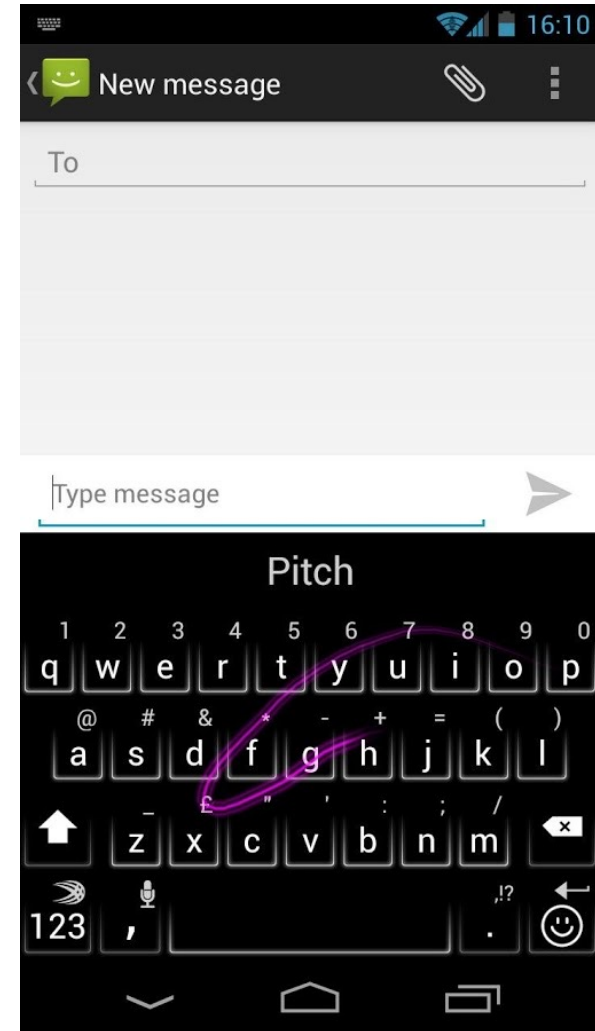 16:10
New message
To
Type message
Pitch
1 2 3 4 5 6 7 8 9 0
q w e r t y u i o p
@ # & * - + = ( )
a s d f g h j k l
_ £ " ' : ; /
z x c v b n m
,!?
123 , .